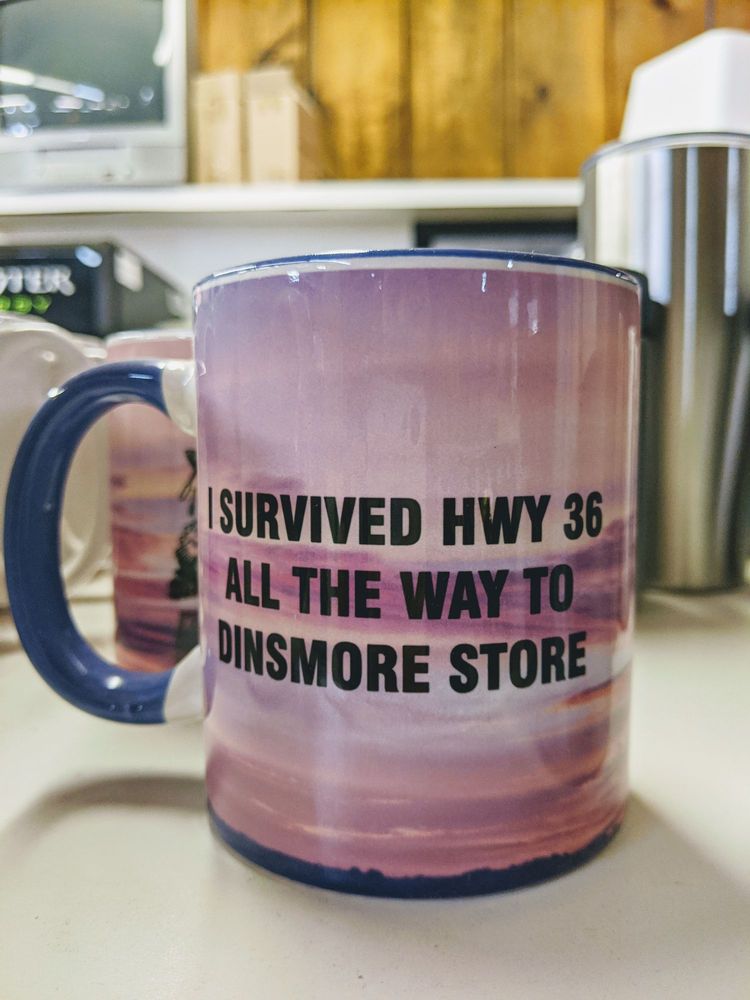 I SURVIVED HWY 36
ALL THE WAY TO
DINSMORE STORE